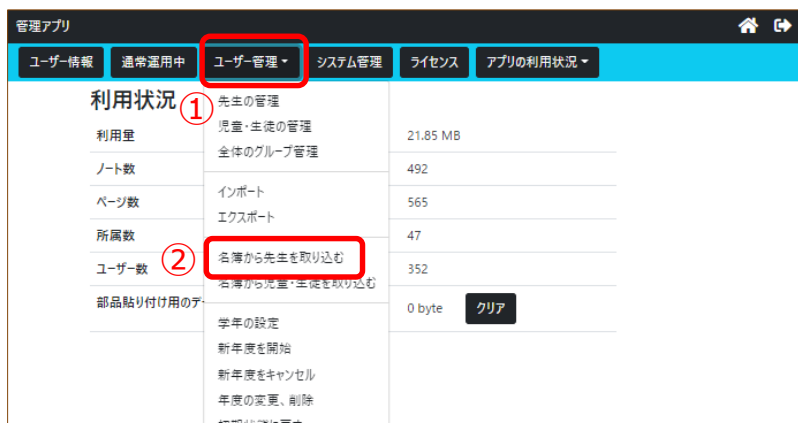 管理アプリ
ユーザー情報 通常運用中 ユーザー管理 システム管理 ライセンス アプリの利用状況
利用状況
①
先生の管理
児童・生徒の管理
全体のグループ管理
インポート
エクスポート
②
名簿から先生を取り込む
名簿から児童・生徒を取り込む
学年の設定
新年度を開始
新年度をキャンセル
年度の変更、削除
利用量 21.85 MB
ノート数 492
ページ数 565
所属数 47
ユーザー数 352
部品貼り付け用のデー 0 byte クリア